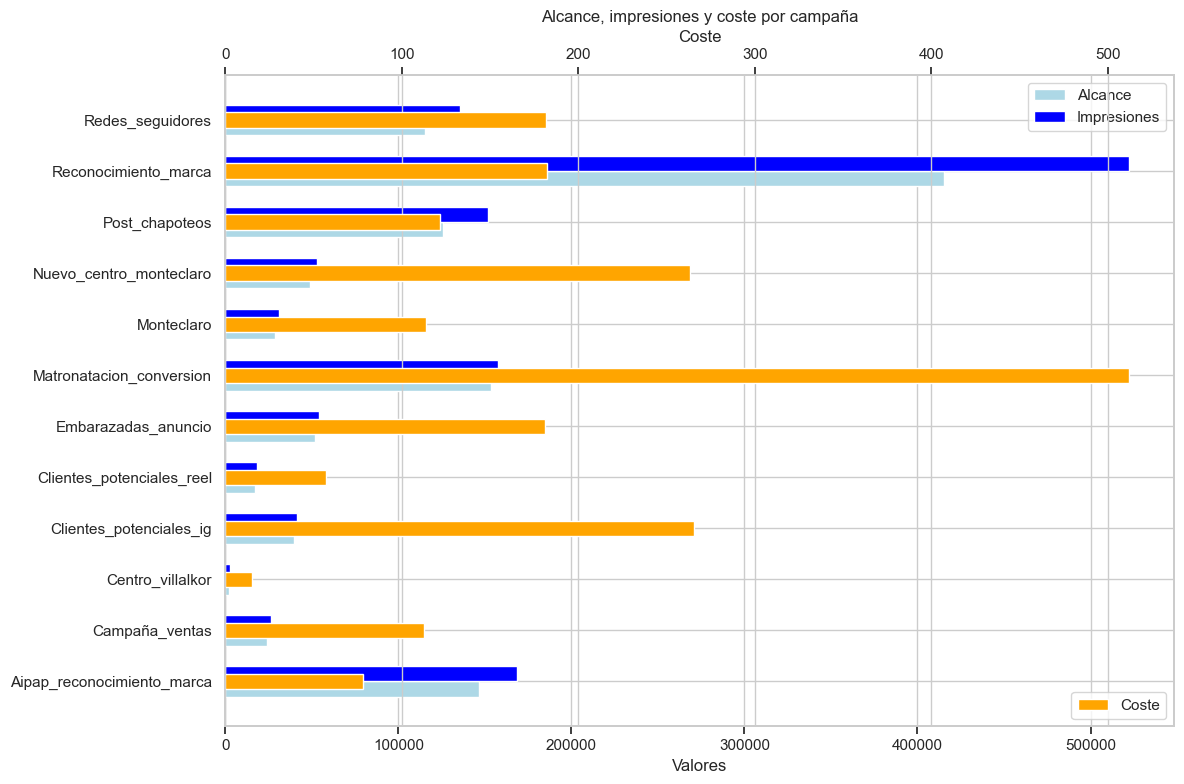 Alcance, impresiones y coste por campaña
Coste
0 100 200 300 400 500
Alcance
Impresiones
Redes_seguidores
Reconocimiento_marca
Post_chapoteos
Nuevo_centro_monteclaro
Monteclaro
Matronatacion_conversion
Embarazadas_anuncio
Clientes_potenciales_reel
Clientes_potenciales_ig
Centro_villalkor
Campaña_ventas
Aipap_reconocimiento_marca
Coste
0 100000 200000 300000 400000 500000
Valores